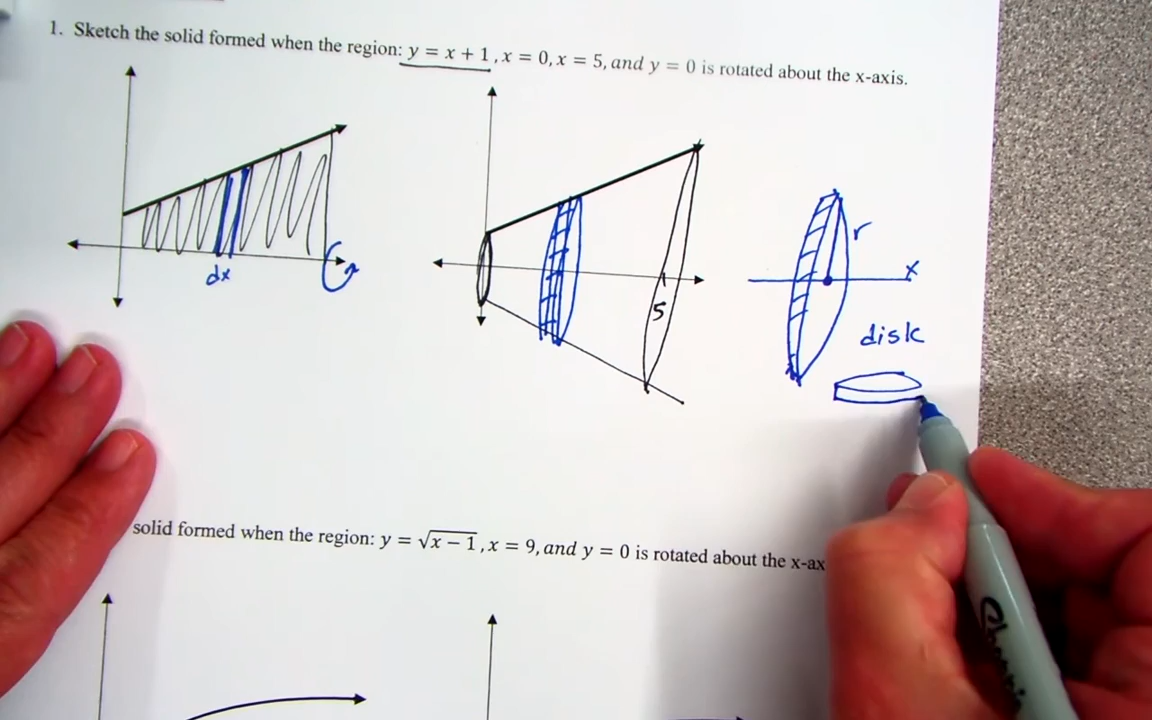 1. Sketch the solid formed when the region: y = x + 1, x = 0, x = 5, and y = 0 is rotated about the x-axis.
dx
5
r
x
disk
solid formed when the region: y = √x − 1, x = 9, and y = 0 is rotated about the x-ax